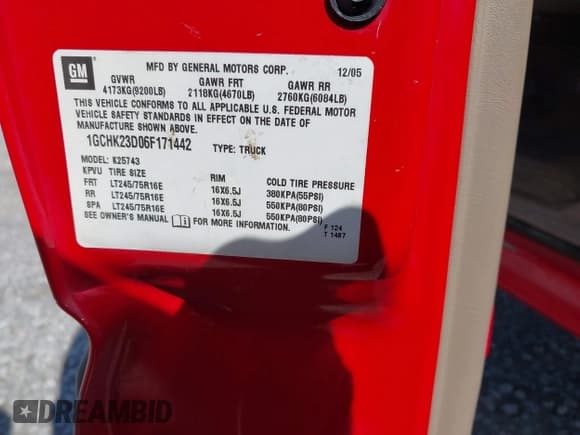 GM
MFD BY GENERAL MOTORS CORP. 12/05
GVWR GAWR FRT GAWR RR
4173KG(9200LB) 2118KG(4670LB) 2760KG(6084LB)
THIS VEHICLE CONFORMS TO ALL APPLICABLE U.S. FEDERAL MOTOR
VEHICLE SAFETY STANDARDS IN EFFECT ON THE DATE OF
MANUFACTURE SHOWN ABOVE.
1GCHK23D06F171442 TYPE: TRUCK
MODEL: K25743
KPVU TIRE SIZE RIM COLD TIRE PRESSURE
FRT LT245/75R16E 16X6.5J 380KPA(55PSI)
RR LT245/75R16E 16X6.5J 550KPA(80PSI)
SPA LT245/75R16E 16X6.5J 550KPA(80PSI)
SEE OWNER'S MANUAL FOR MORE INFORMATION.
F 124
T 1487
DREAMBID